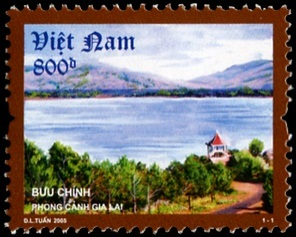 Việt Nam
800đ
BƯU CHÍNH
PHONG CẢNH GIA LAI
D.L.TUẤN 2005
1 - 1